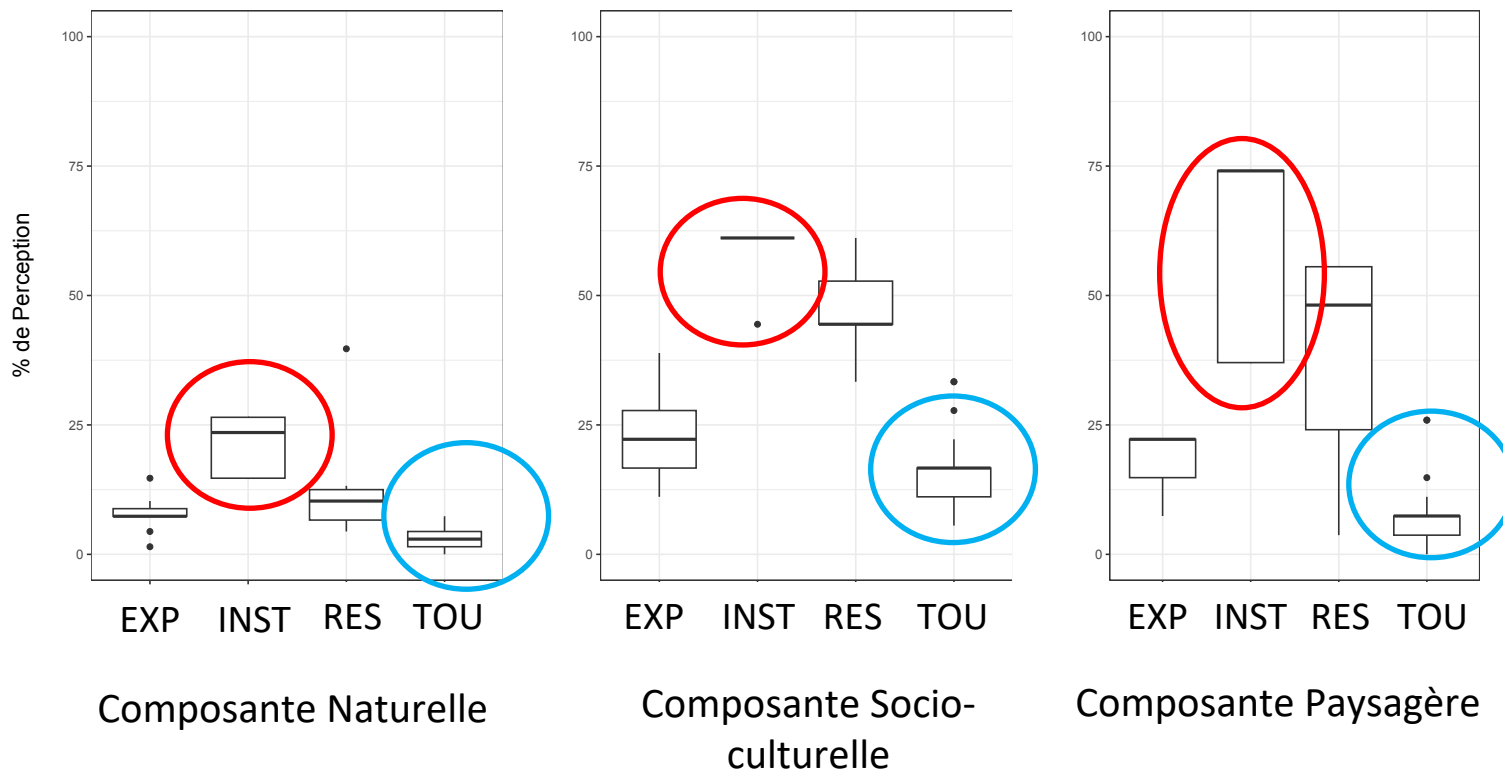 % de Perception
100
75
50
25
0
EXP INST RES TOU
Composante Naturelle
100
75
50
25
0
EXP INST RES TOU
Composante Socio-
culturelle
100
75
50
25
0
EXP INST RES TOU
Composante Paysagère